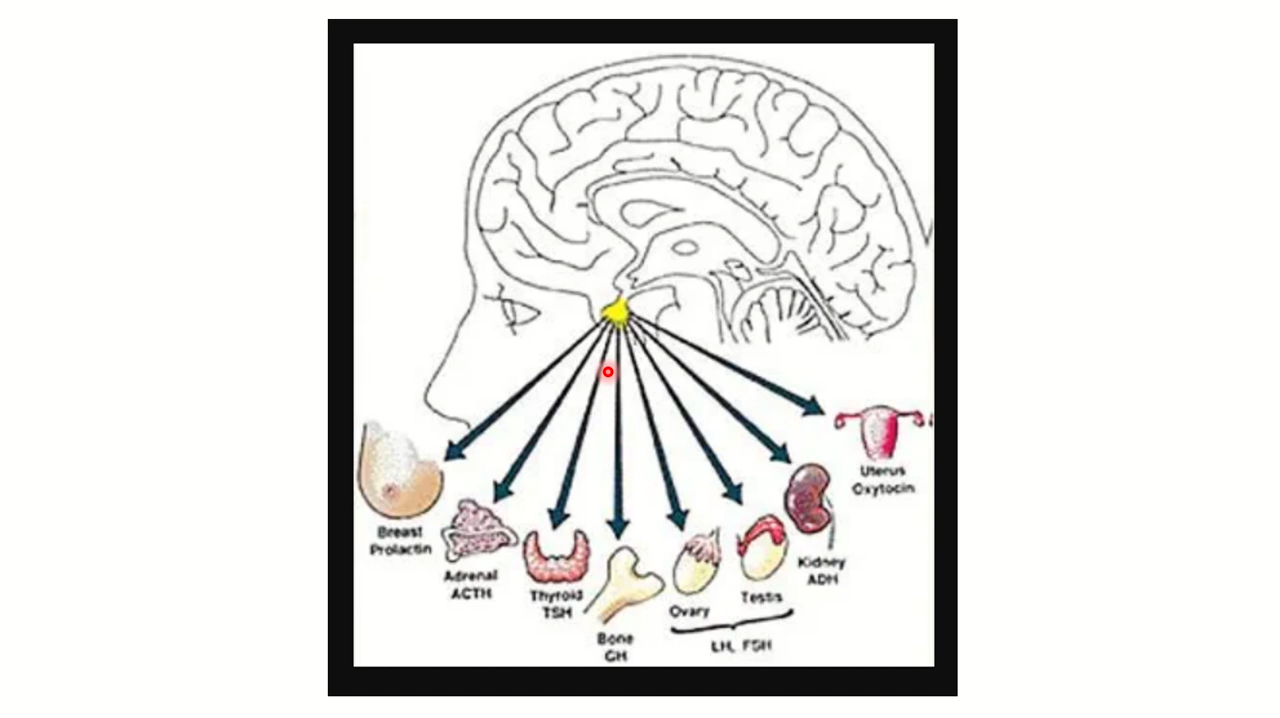 Breast
Prolactin
Adrenal
ACTH
Thyroid
TSH
Bone
GH
Ovary
Testis
LH, FSH
Kidney
ADH
Uterus
Oxytocin